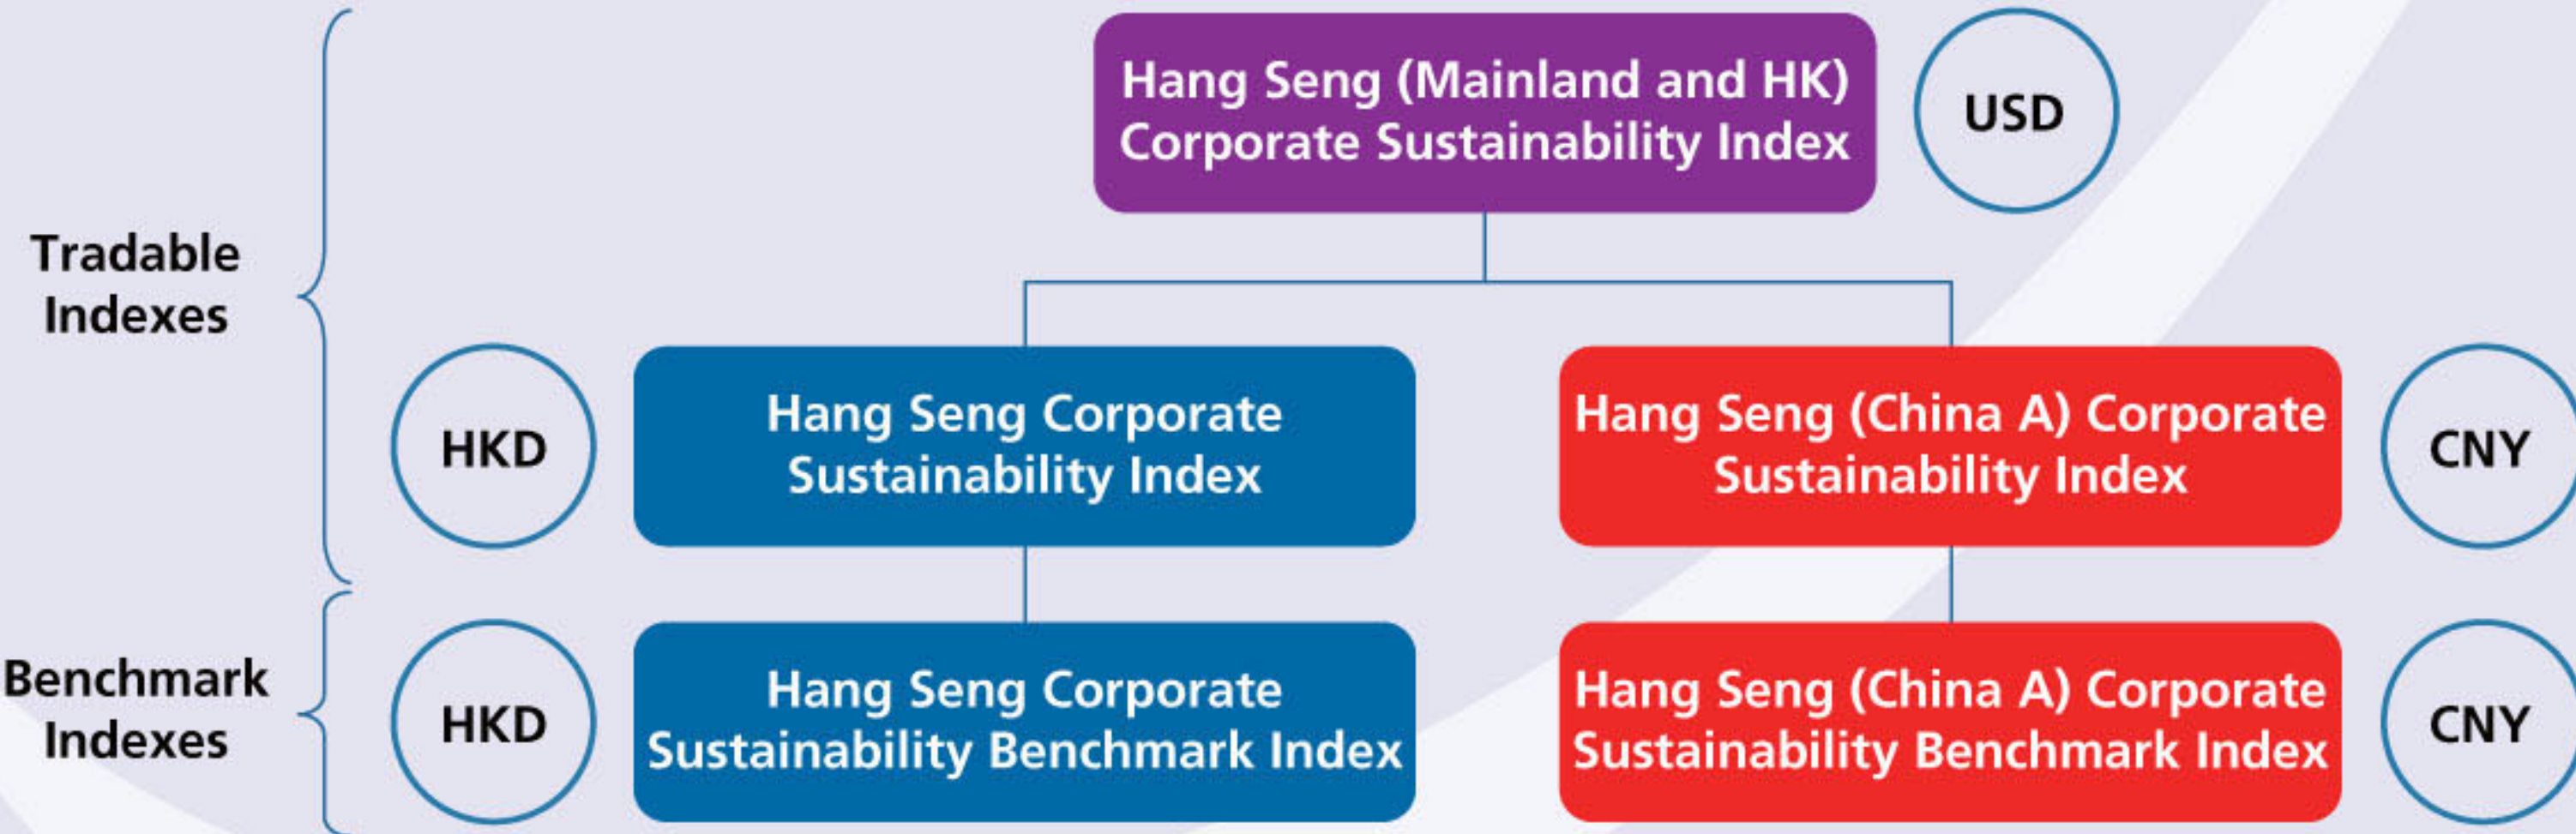 Hang Seng (Mainland and HK)
Corporate Sustainability Index
USD
Tradable
Indexes
HKD
Hang Seng Corporate
Sustainability Index
Hang Seng (China A) Corporate
Sustainability Index
CNY
Benchmark
Indexes
HKD
Hang Seng Corporate
Sustainability Benchmark Index
Hang Seng (China A) Corporate
Sustainability Benchmark Index
CNY